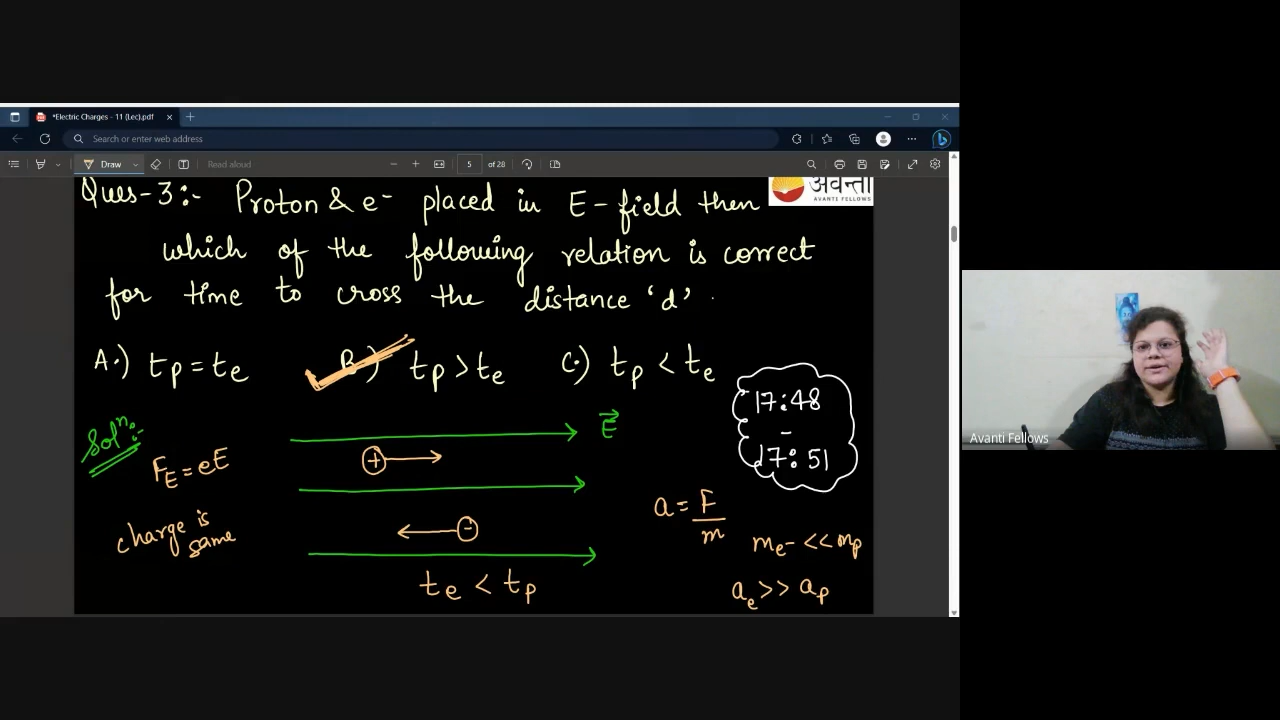 *Electric Charges - 11 (Lec).pdf
Search or enter web address
Draw
Read aloud
5 of 28
Ques-3:- Proton & e- placed in E-field then
which of the following relation is correct
for time to cross the distance 'd'.
अवन्ती
AVANTI FELLOWS
A.) tp = te B.) tp > te C.) tp < te
17:48
-
17:51
Soln:-
E
FE = eE
+
charge is
same
-
a = F/m
me- << mp
te < tp
ae >> ap
Avanti Fellows